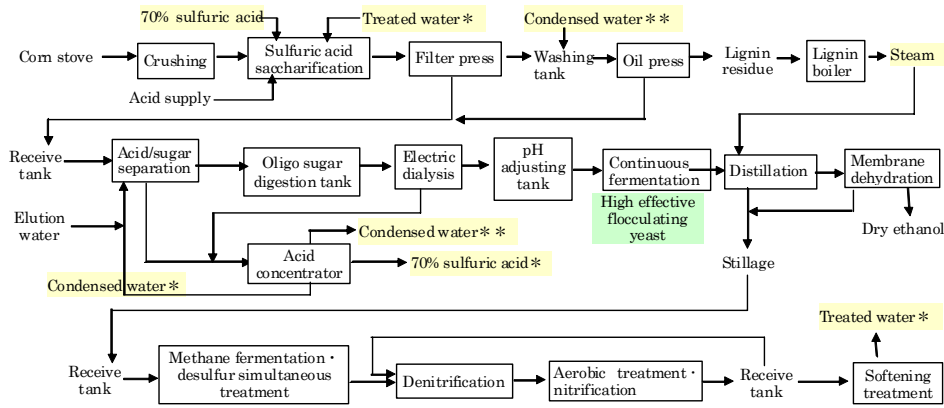 70% sulfuric acid
Treated water＊
Condensed water＊＊
Corn stove
Crushing
Sulfuric acid
saccharification
Filter press
Washing
tank
Oil press
Lignin
residue
Lignin
boiler
Steam
Acid supply
Receive
tank
Acid/sugar
separation
Oligo sugar
digestion tank
Electric
dialysis
pH
adjusting
tank
Continuous
fermentation
Distillation
Membrane
dehydration
High effective
flocculating
yeast
Elution
water
Dry ethanol
Condensed water＊＊
Acid
concentrator
70% sulfuric acid＊
Stillage
Condensed water＊
Treated water＊
Receive
tank
Methane fermentation・
desulfur simultaneous
treatment
Denitrification
Aerobic treatment・
nitrification
Receive
tank
Softening
treatment